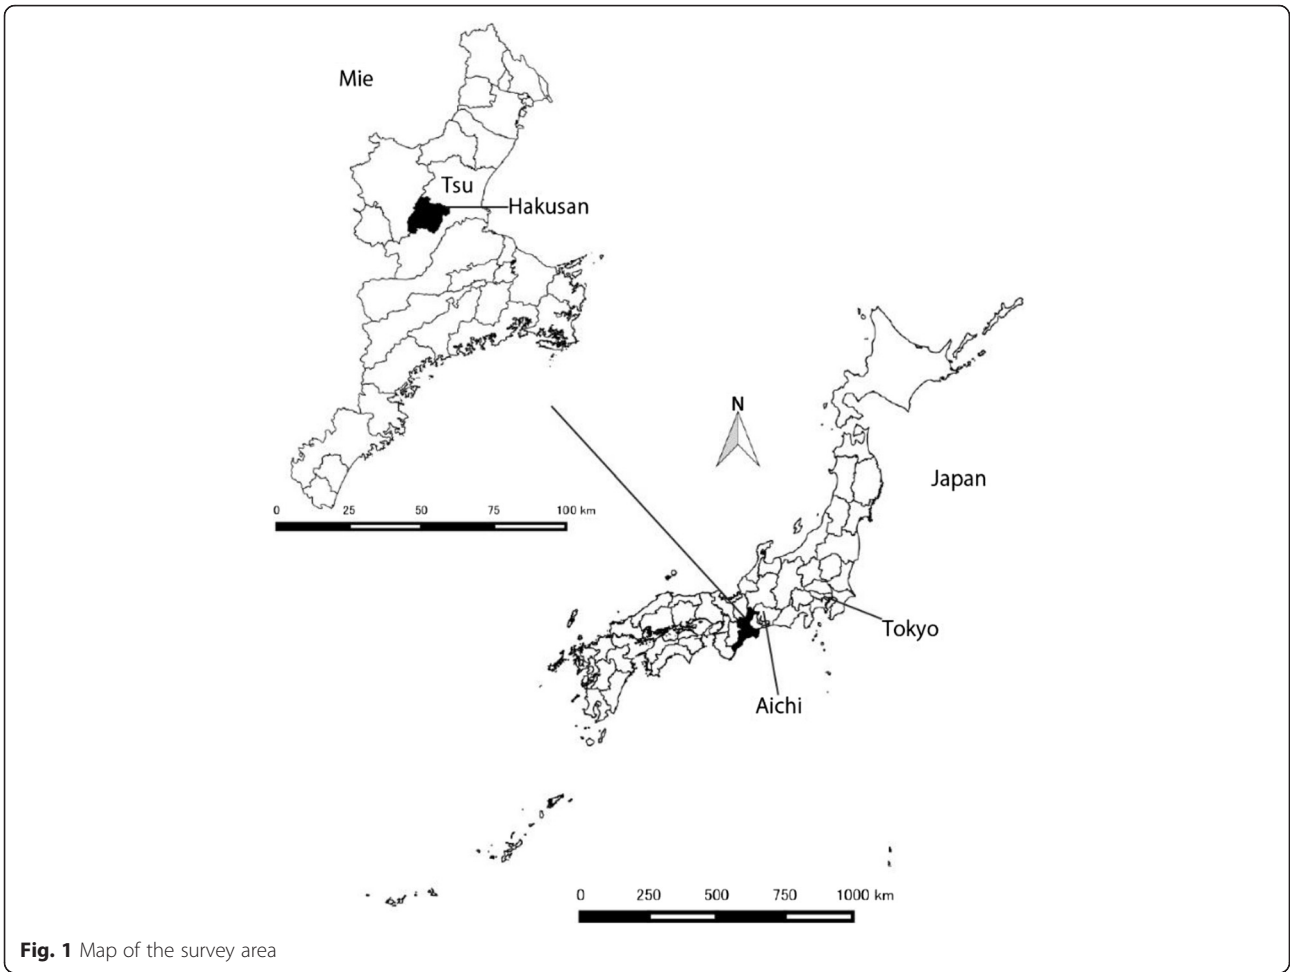 Mie
Tsu
Hakusan
0 25 50 75 100 km
N
Japan
Tokyo
Aichi
0 250 500 750 1000 km
Fig. 1 Map of the survey area